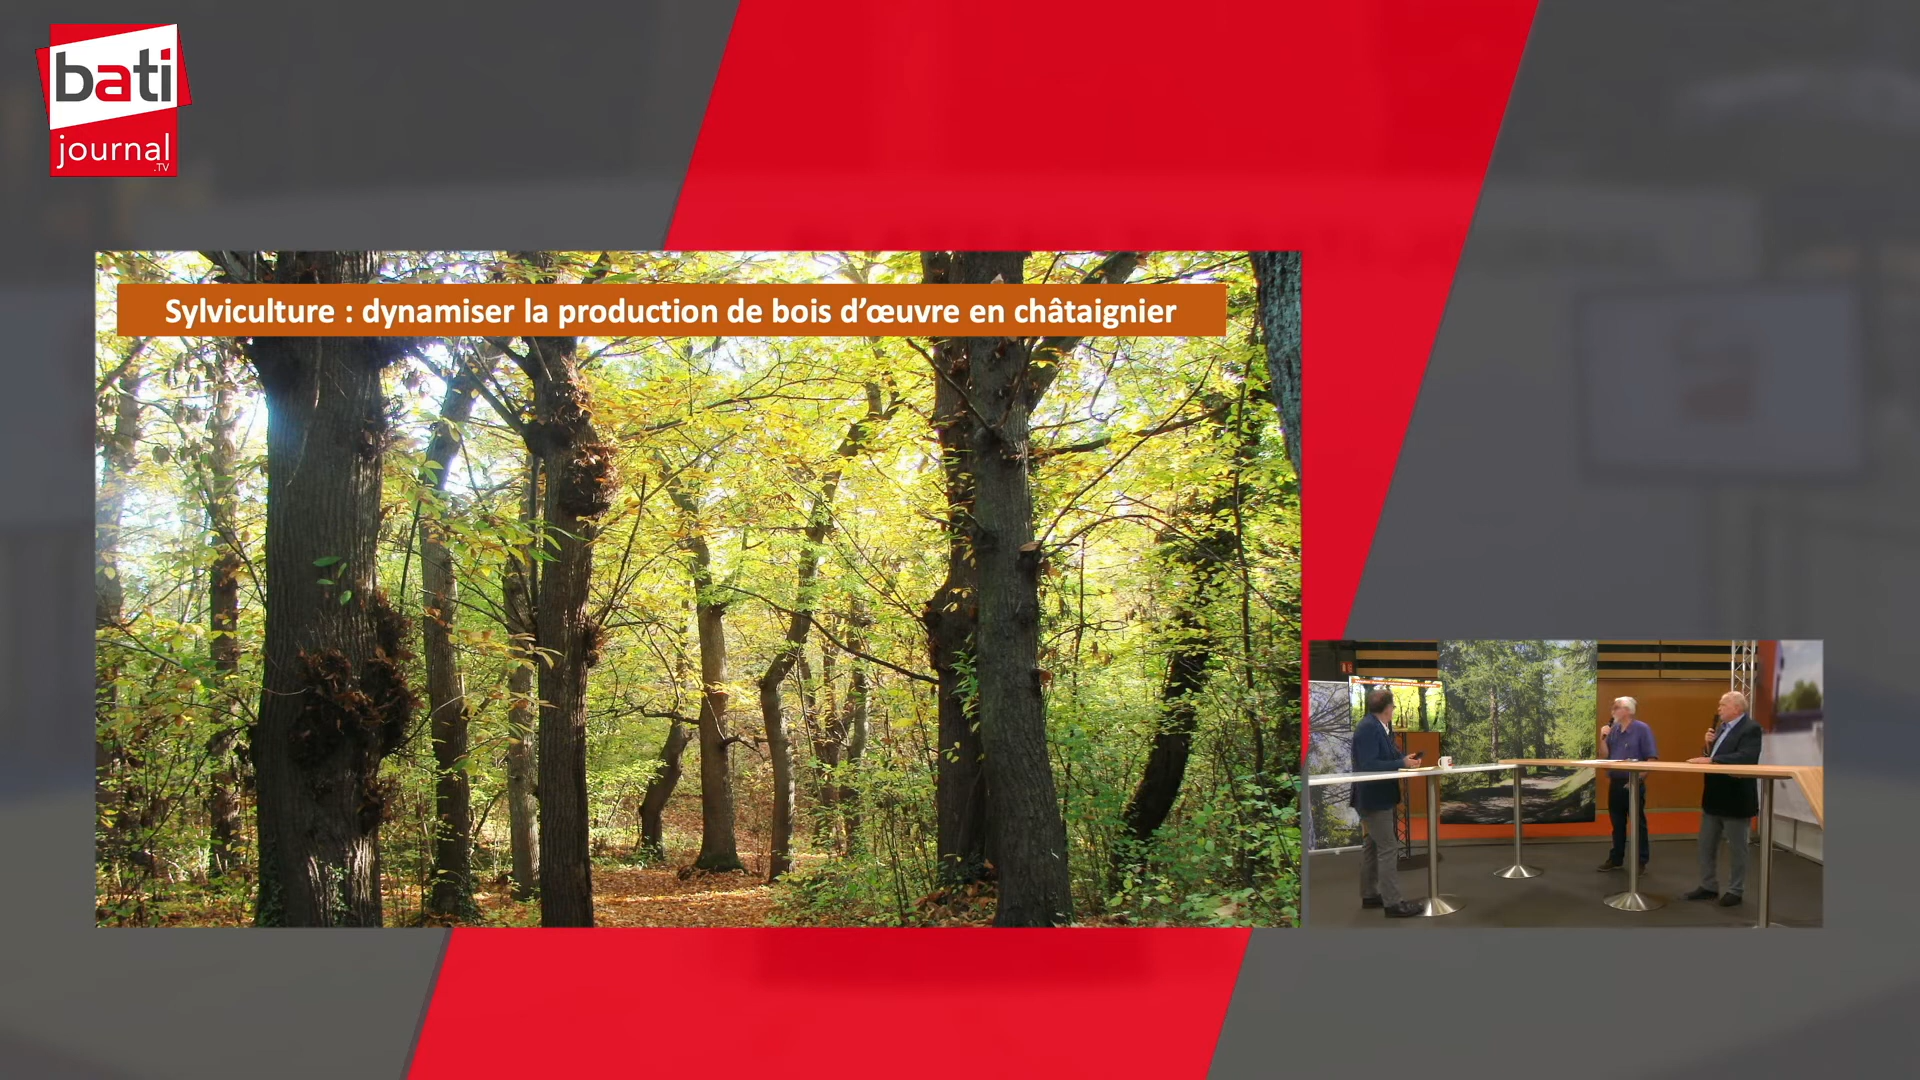 bati
journal
.TV
Sylviculture : dynamiser la production de bois d’œuvre en châtaignier